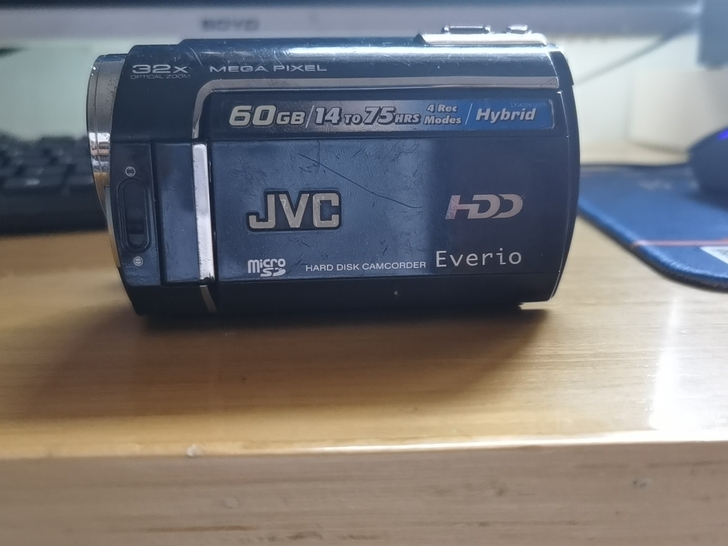 32x MEGA PIXEL
OPTICAL ZOOM
60GB/14 TO 75HRS 4 Rec Modes / Hybrid
JVC HDD
micro SD HARD DISK CAMCORDER Everio